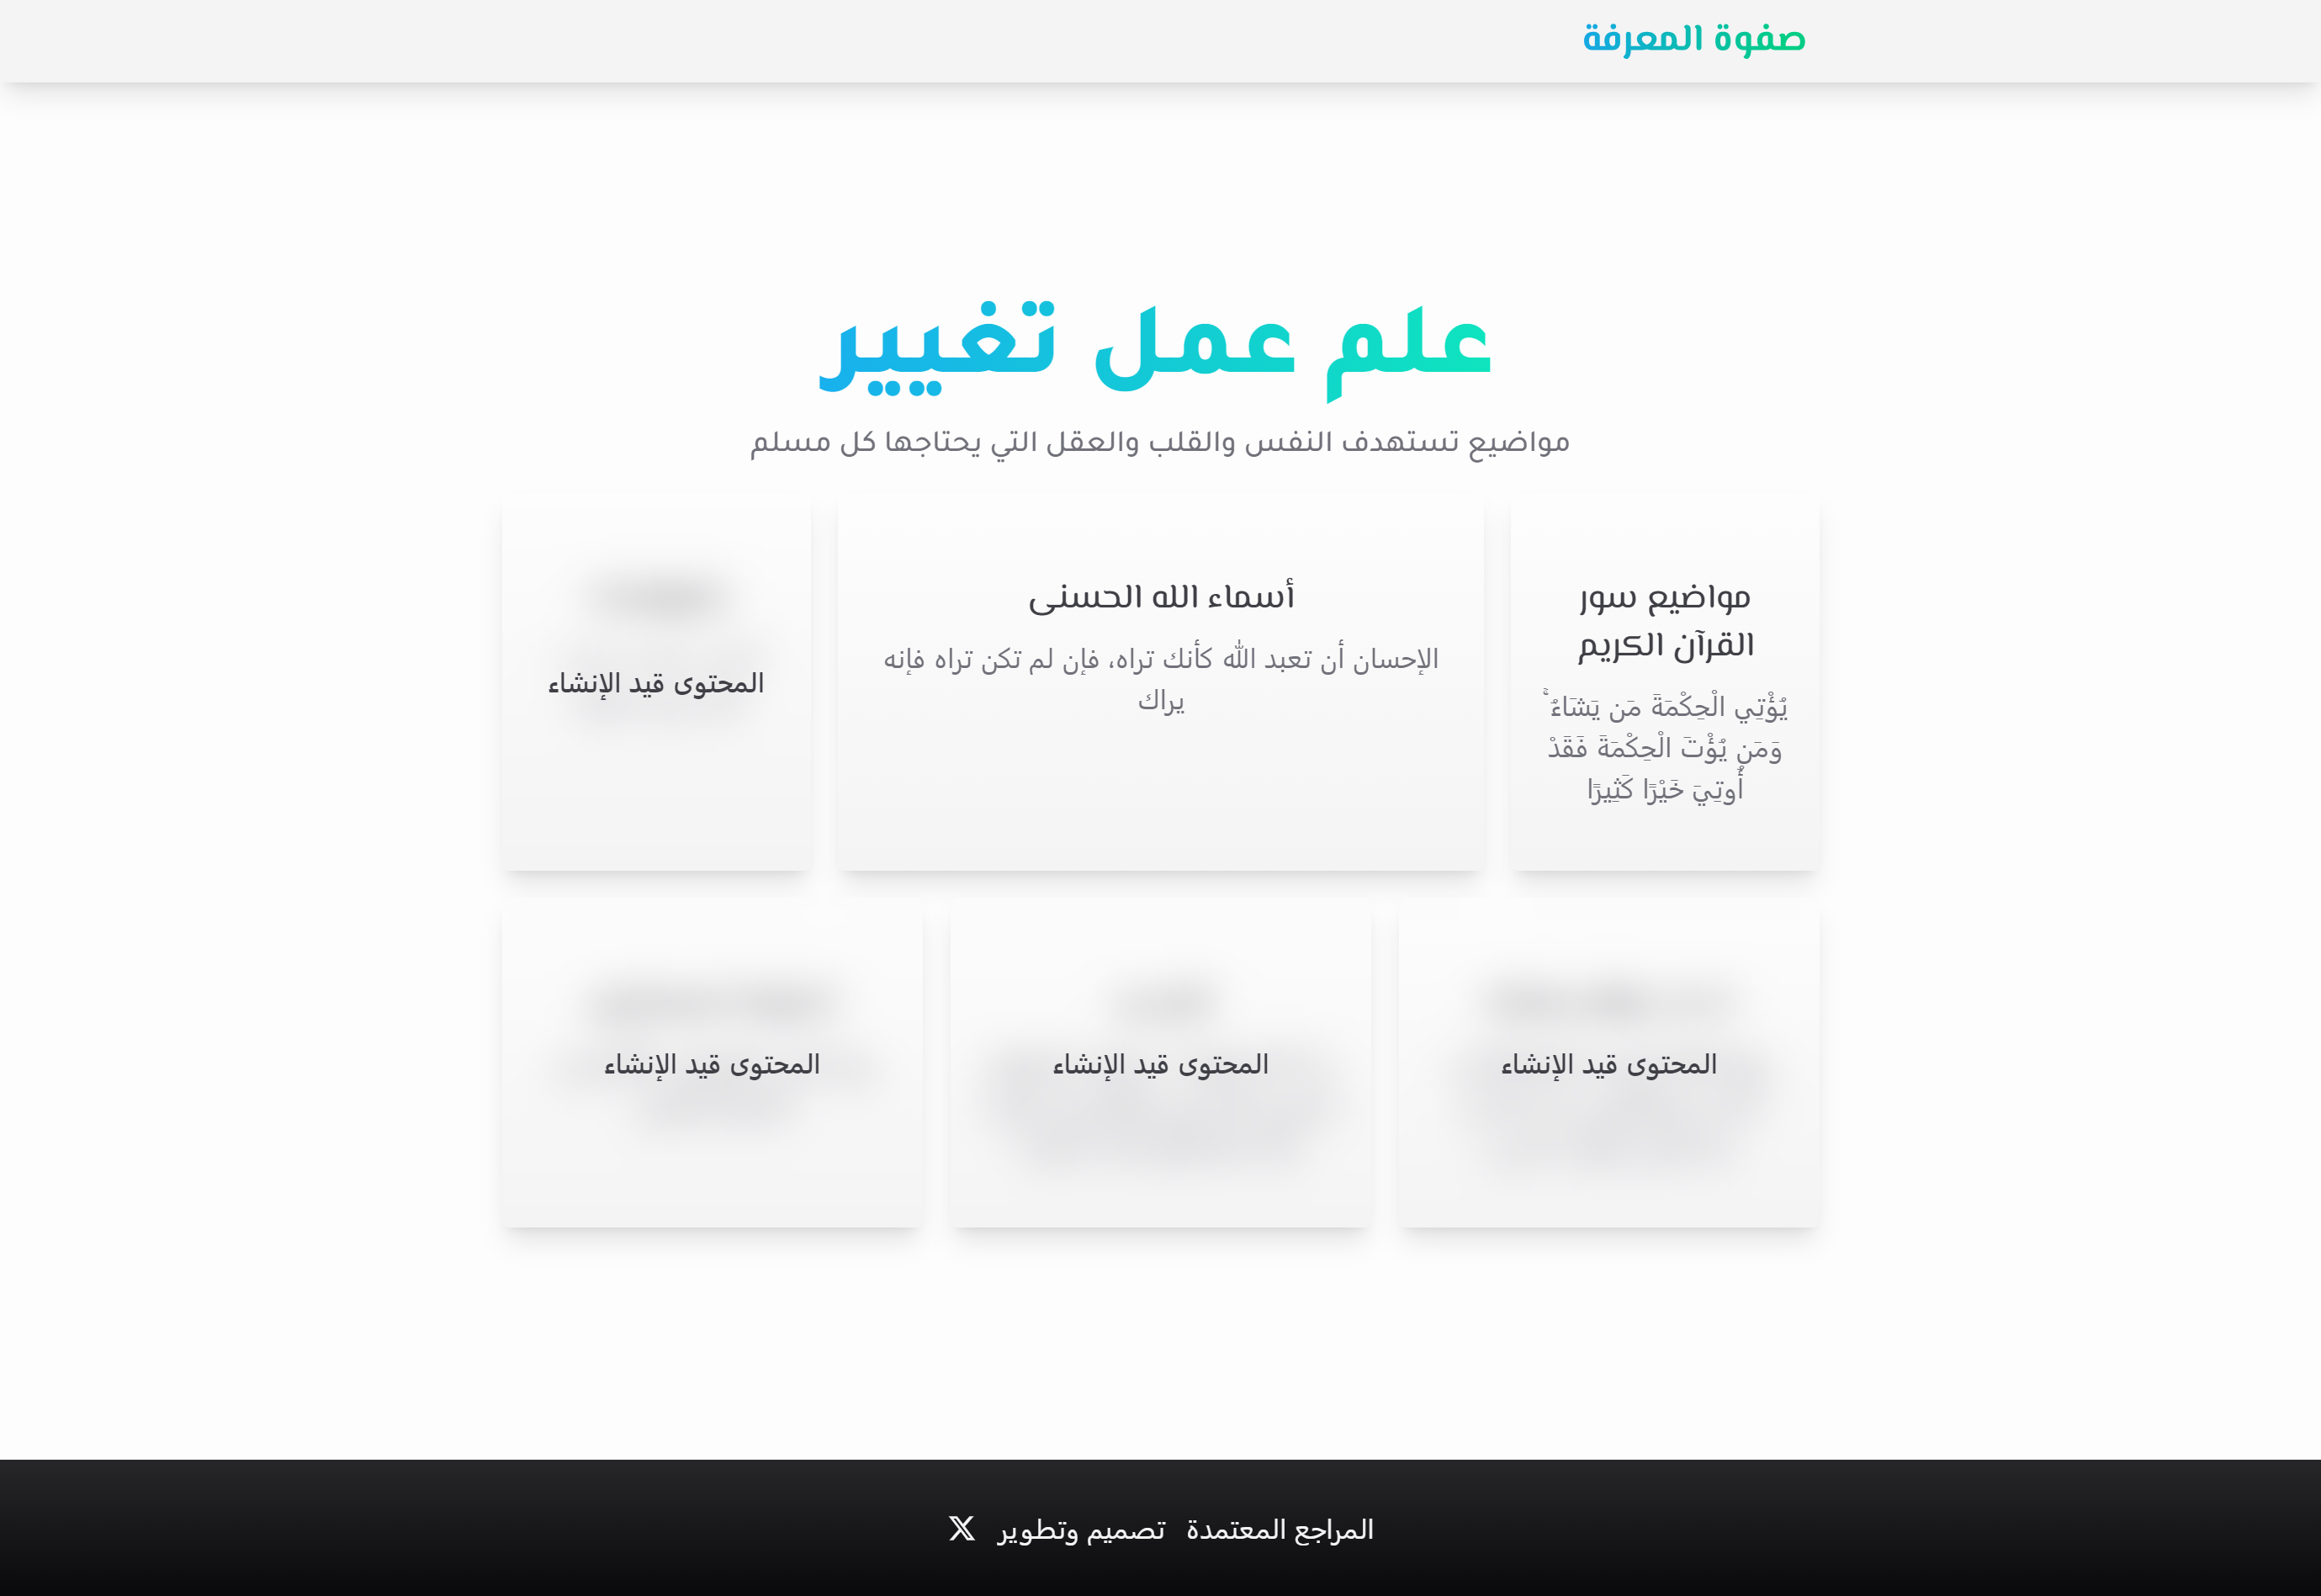 صفوة المعرفة
علم عمل تغيير
مواضيع تستهدف النفس والقلب والعقل التي يحتاجها كل مسلم
مواضيع سور
القرآن الكريم
يُؤْتِي الْحِكْمَةَ مَن يَشَاءُ ۚ
وَمَن يُؤْتَ الْحِكْمَةَ فَقَدْ
أُوتِيَ خَيْرًا كَثِيرًا
أسماء الله الحسنى
الإحسان أن تعبد الله كأنك تراه، فإن لم تكن تراه فإنه
يراك
المحتوى قيد الإنشاء
المحتوى قيد الإنشاء
المحتوى قيد الإنشاء
المحتوى قيد الإنشاء
المراجع المعتمدة تصميم وتطوير